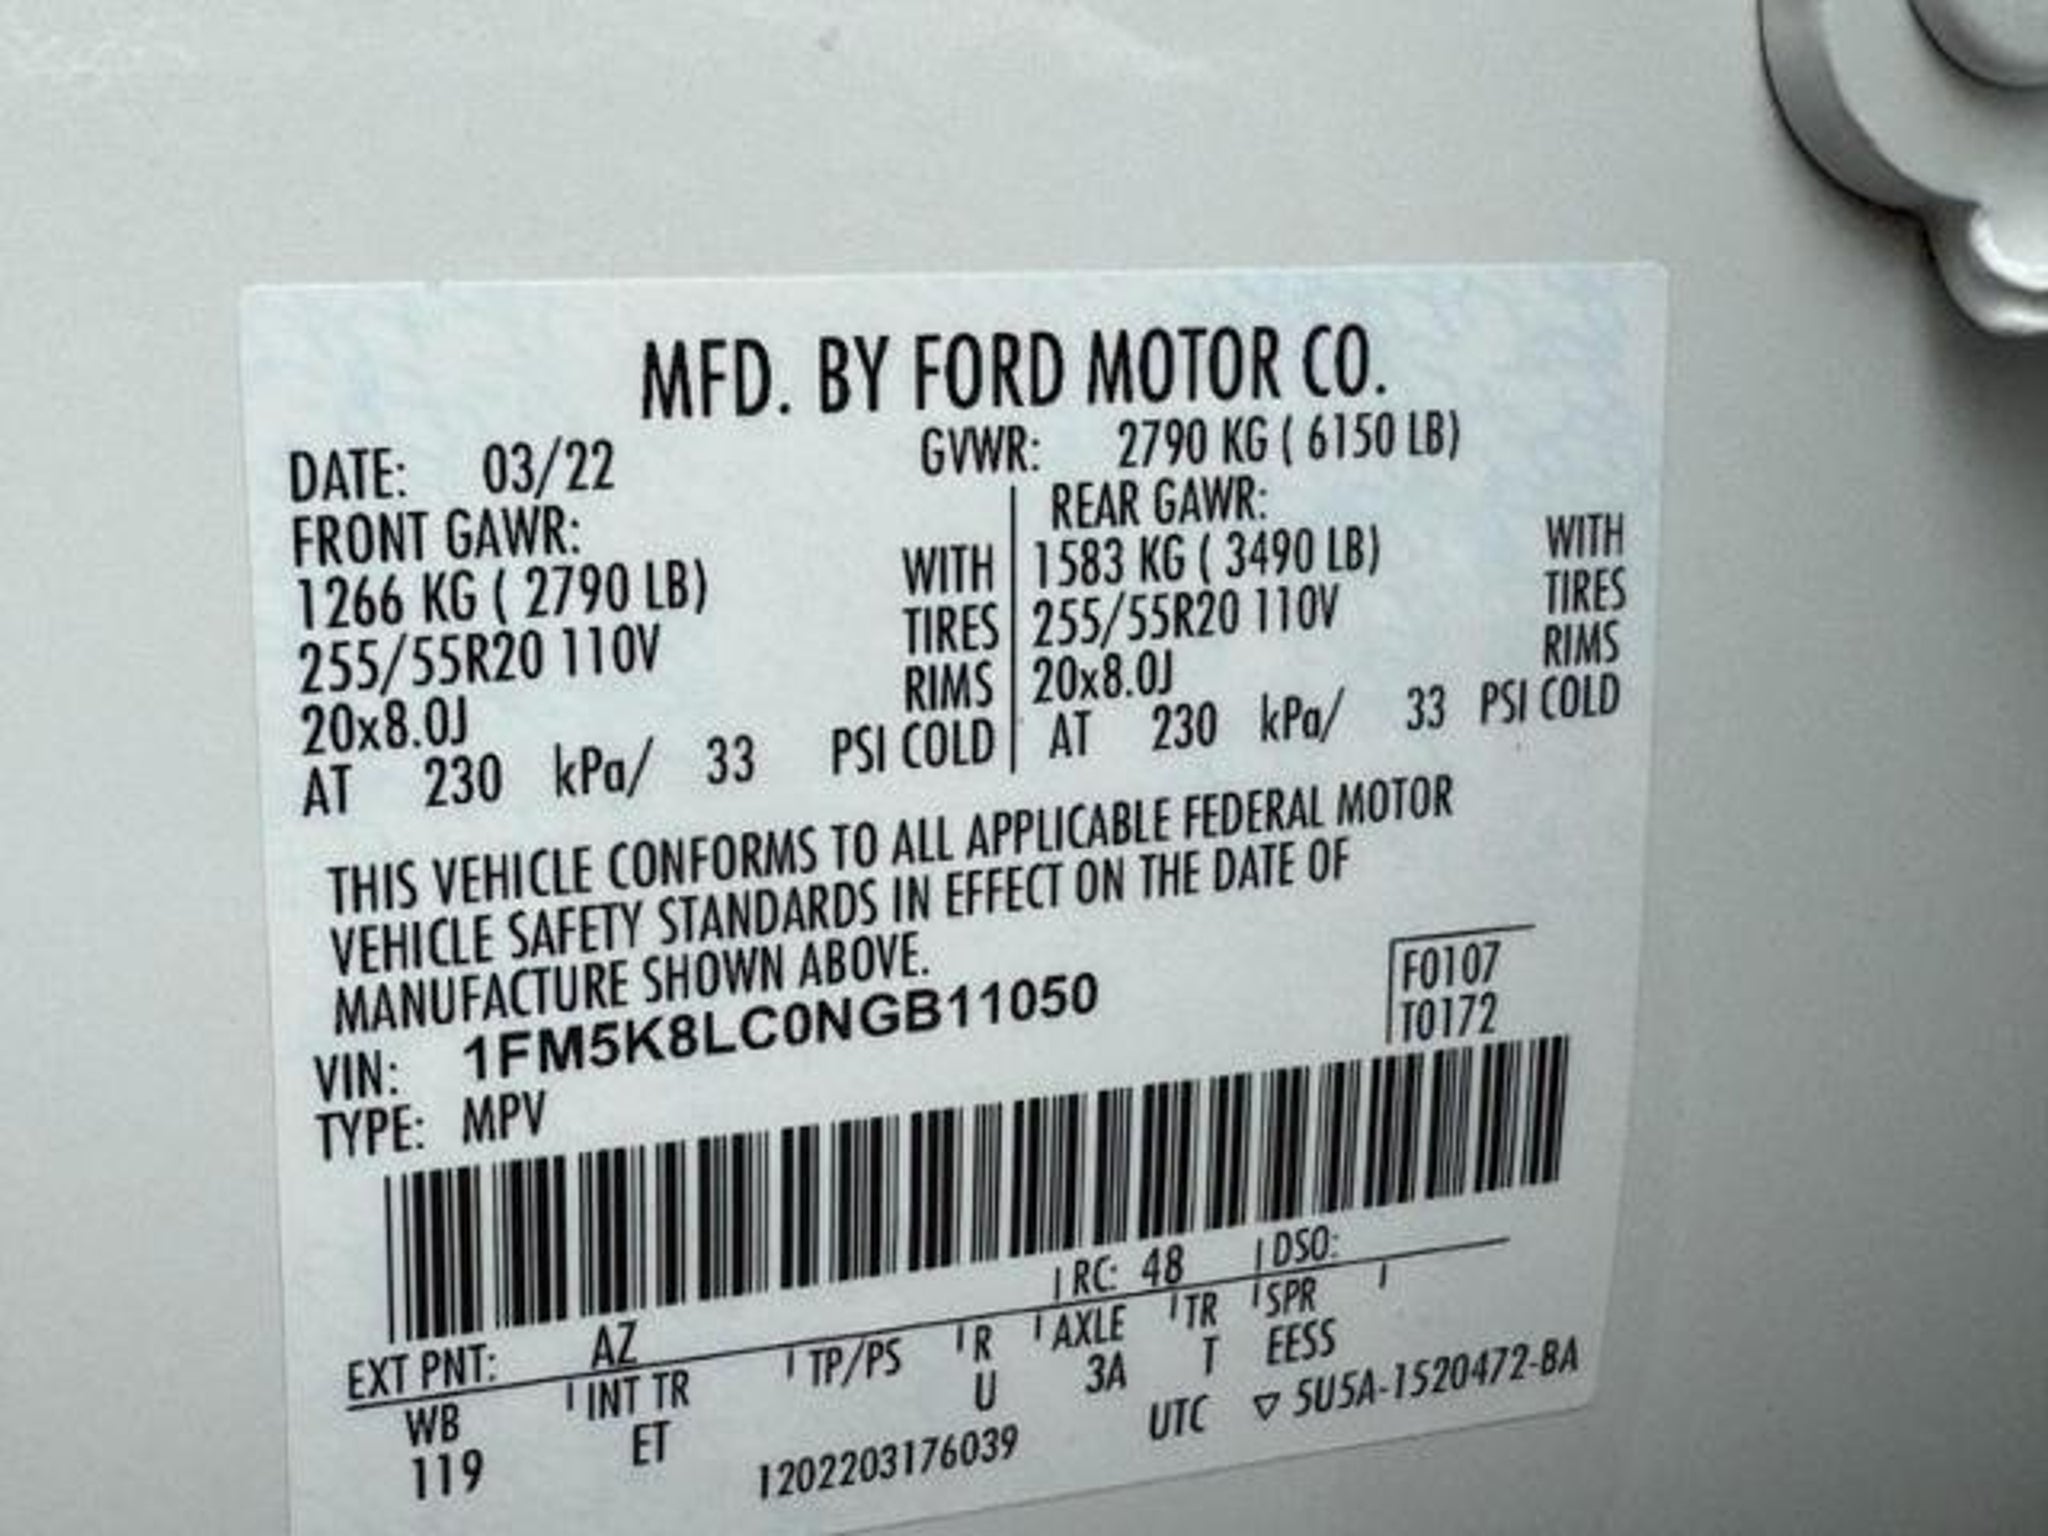 MFD. BY FORD MOTOR CO.
DATE: 03/22 GVWR: 2790 KG ( 6150 LB)
FRONT GAWR: REAR GAWR:
1266 KG ( 2790 LB) WITH 1583 KG ( 3490 LB) WITH
255/55R20 110V TIRES 255/55R20 110V TIRES
20x8.0J RIMS 20x8.0J RIMS
AT 230 kPa/ 33 PSI COLD AT 230 kPa/ 33 PSI COLD
THIS VEHICLE CONFORMS TO ALL APPLICABLE FEDERAL MOTOR
VEHICLE SAFETY STANDARDS IN EFFECT ON THE DATE OF
MANUFACTURE SHOWN ABOVE.
F0107
VIN: 1FM5K8LC0NGB11050 T0172
TYPE: MPV
EXT PNT: AZ RC: 48 DSO:
WB INT TR TP/PS R AXLE TR SPR
119 ET U 3A T EESS
1202203176039 UTC ▽ 5U5A-1520472-BA